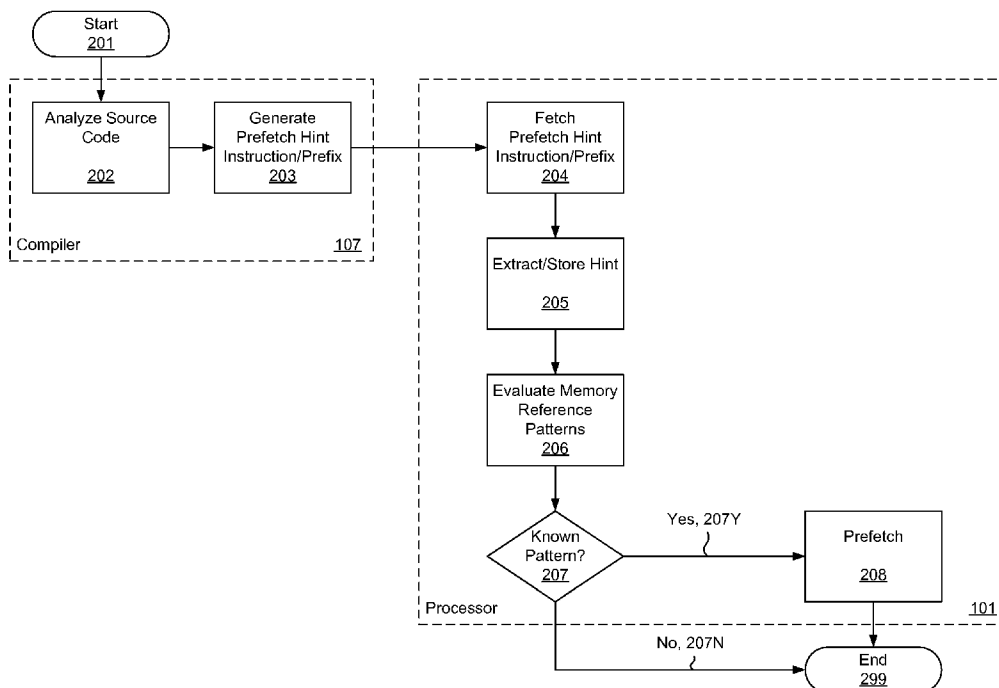 Start
201
Analyze Source
Code
202
Generate
Prefetch Hint
Instruction/Prefix
203
Compiler
107
Fetch
Prefetch Hint
Instruction/Prefix
204
Extract/Store Hint
205
Evaluate Memory
Reference
Patterns
206
Known
Pattern?
207
Yes, 207Y
Prefetch
208
Processor
101
No, 207N
End
299